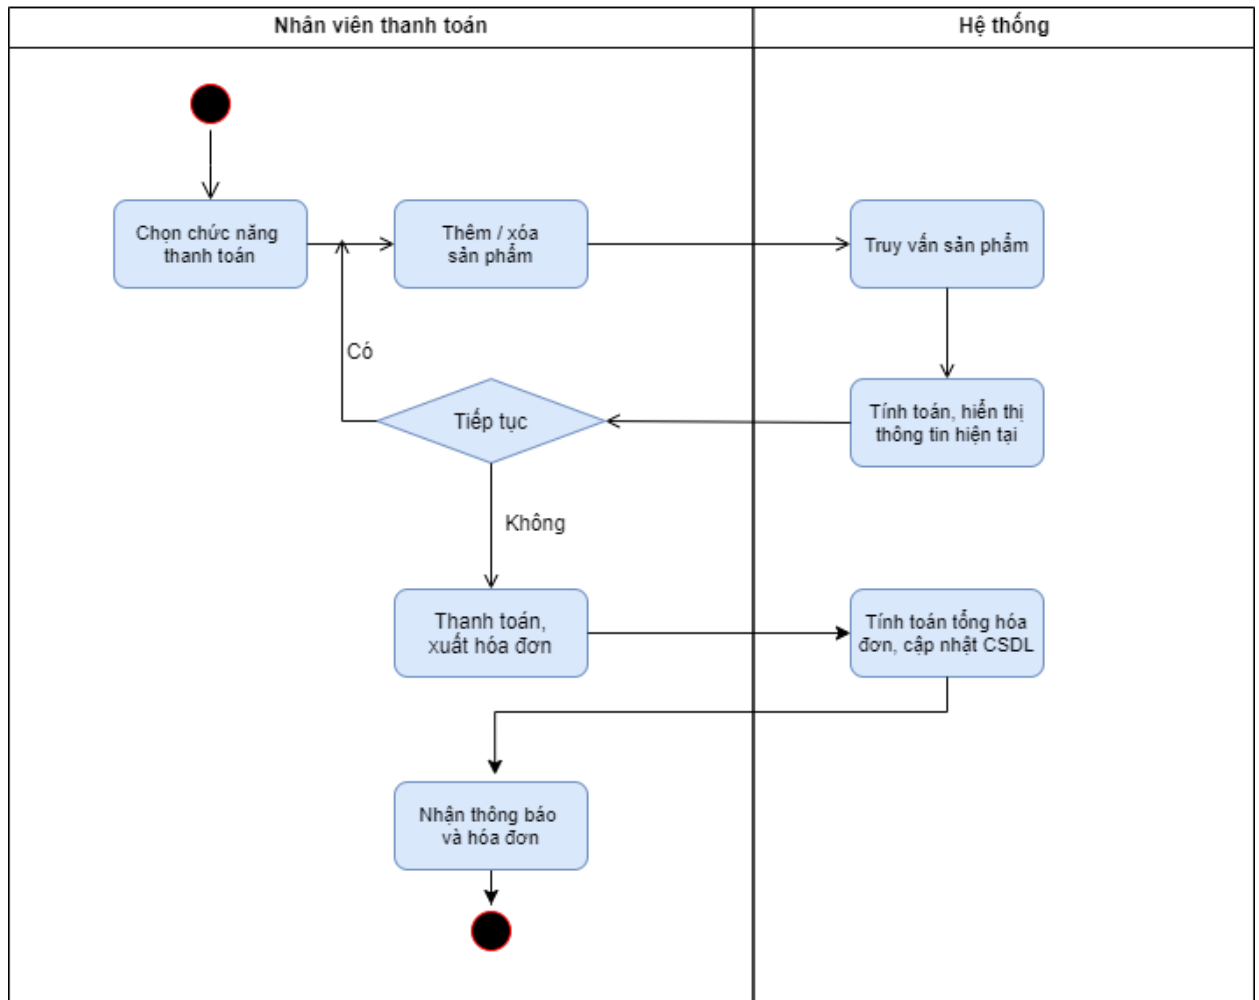 Nhân viên thanh toán
Hệ thống
Chọn chức năng
thanh toán
Thêm / xóa
sản phẩm
Truy vấn sản phẩm
Có
Tiếp tục
Tính toán, hiển thị
thông tin hiện tại
Không
Thanh toán,
xuất hóa đơn
Tính toán tổng hóa
đơn, cập nhật CSDL
Nhận thông báo
và hóa đơn